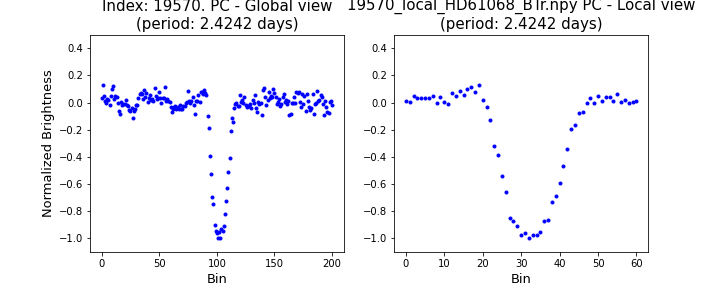 Index: 19570. PC - Global view
(period: 2.4242 days)
19570_local_HD61068_BTr.npy PC - Local view
(period: 2.4242 days)
Normalized Brightness
0.4
0.2
0.0
−0.2
−0.4
−0.6
−0.8
−1.0
0 50 100 150 200
Bin
0.4
0.2
0.0
−0.2
−0.4
−0.6
−0.8
−1.0
0 10 20 30 40 50 60
Bin